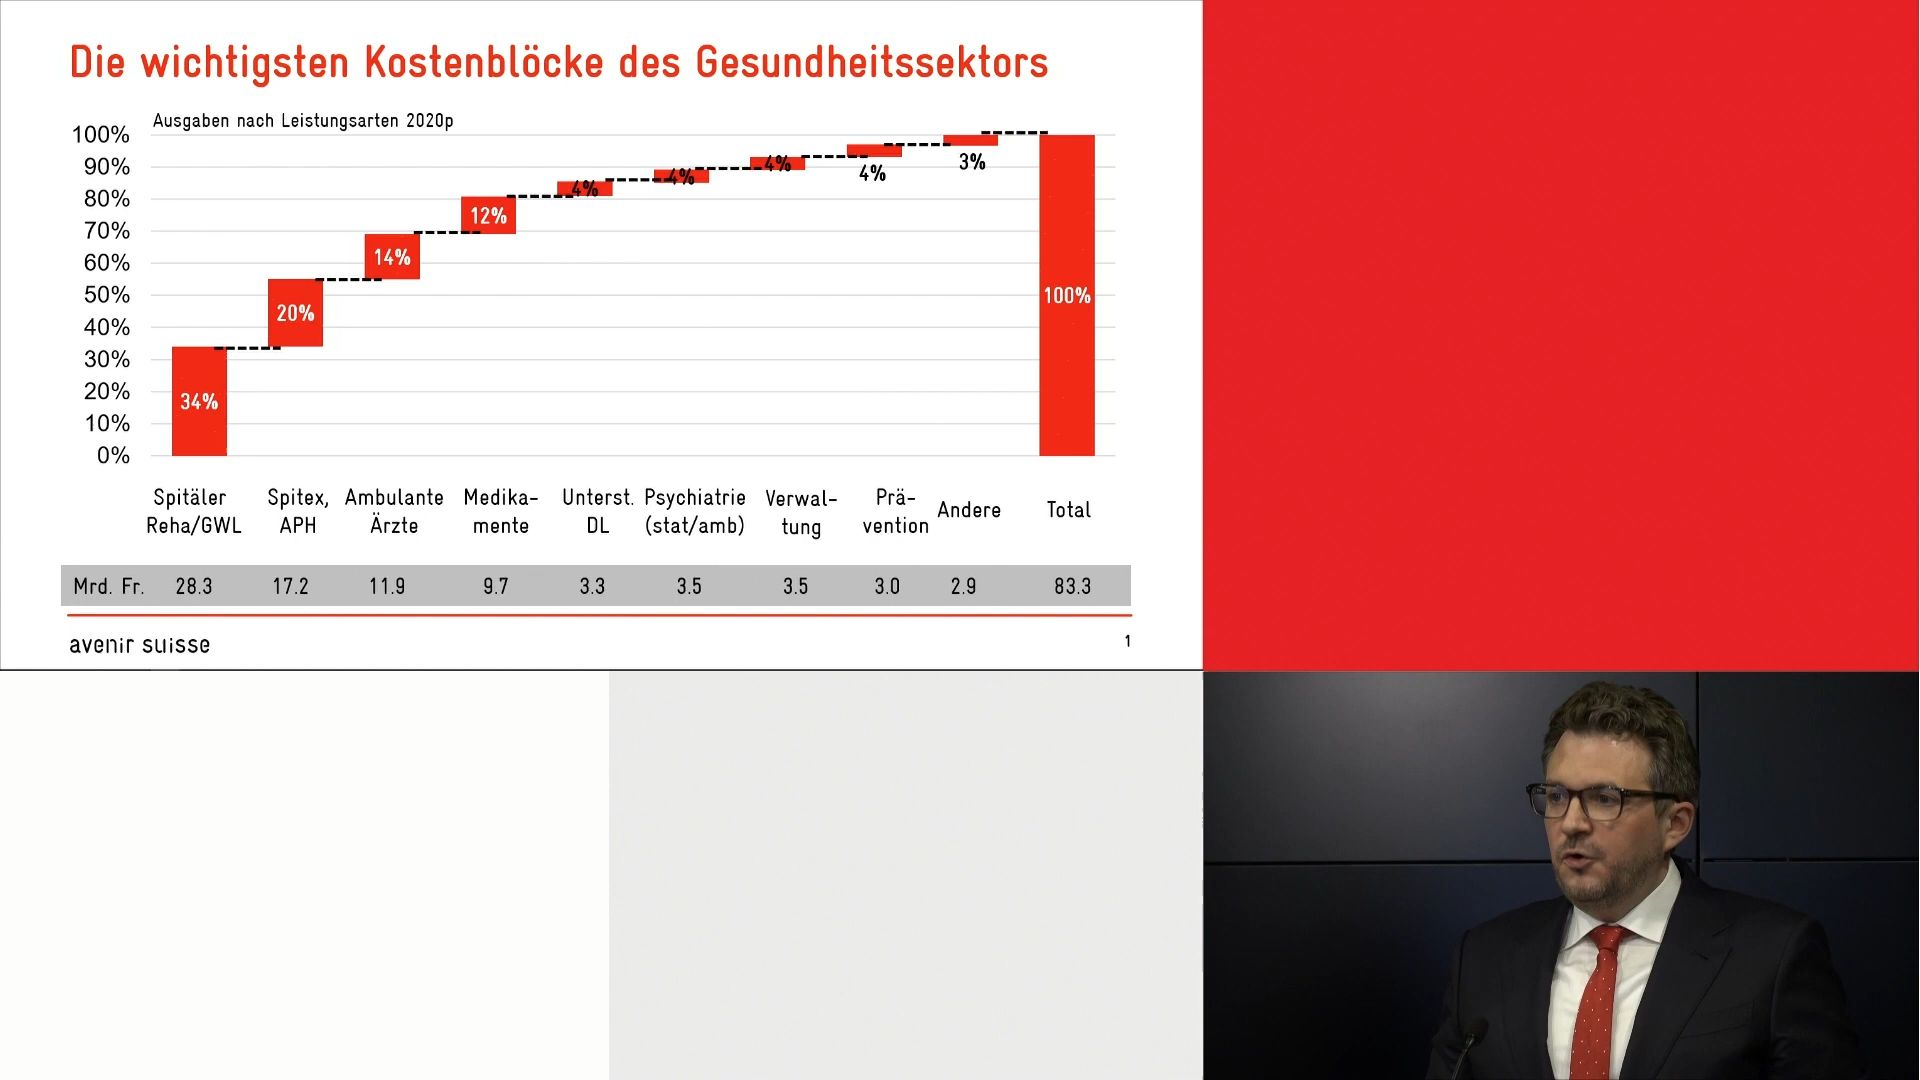 Die wichtigsten Kostenblöcke des Gesundheitssektors
Ausgaben nach Leistungsarten 2020p
100%
90%
80%
70%
60%
50%
40%
30%
20%
10%
0%
34%
20%
14%
12%
4%
4%
4%
4%
3%
100%
Spitäler
Reha/GWL
Spitex,
APH
Ambulante
Ärzte
Medika-
mente
Unterst.
DL
Psychiatrie
(stat/amb)
Verwal-
tung
Prä-
vention
Andere
Total
Mrd. Fr. 28.3 17.2 11.9 9.7 3.3 3.5 3.5 3.0 2.9 83.3
avenir suisse
1